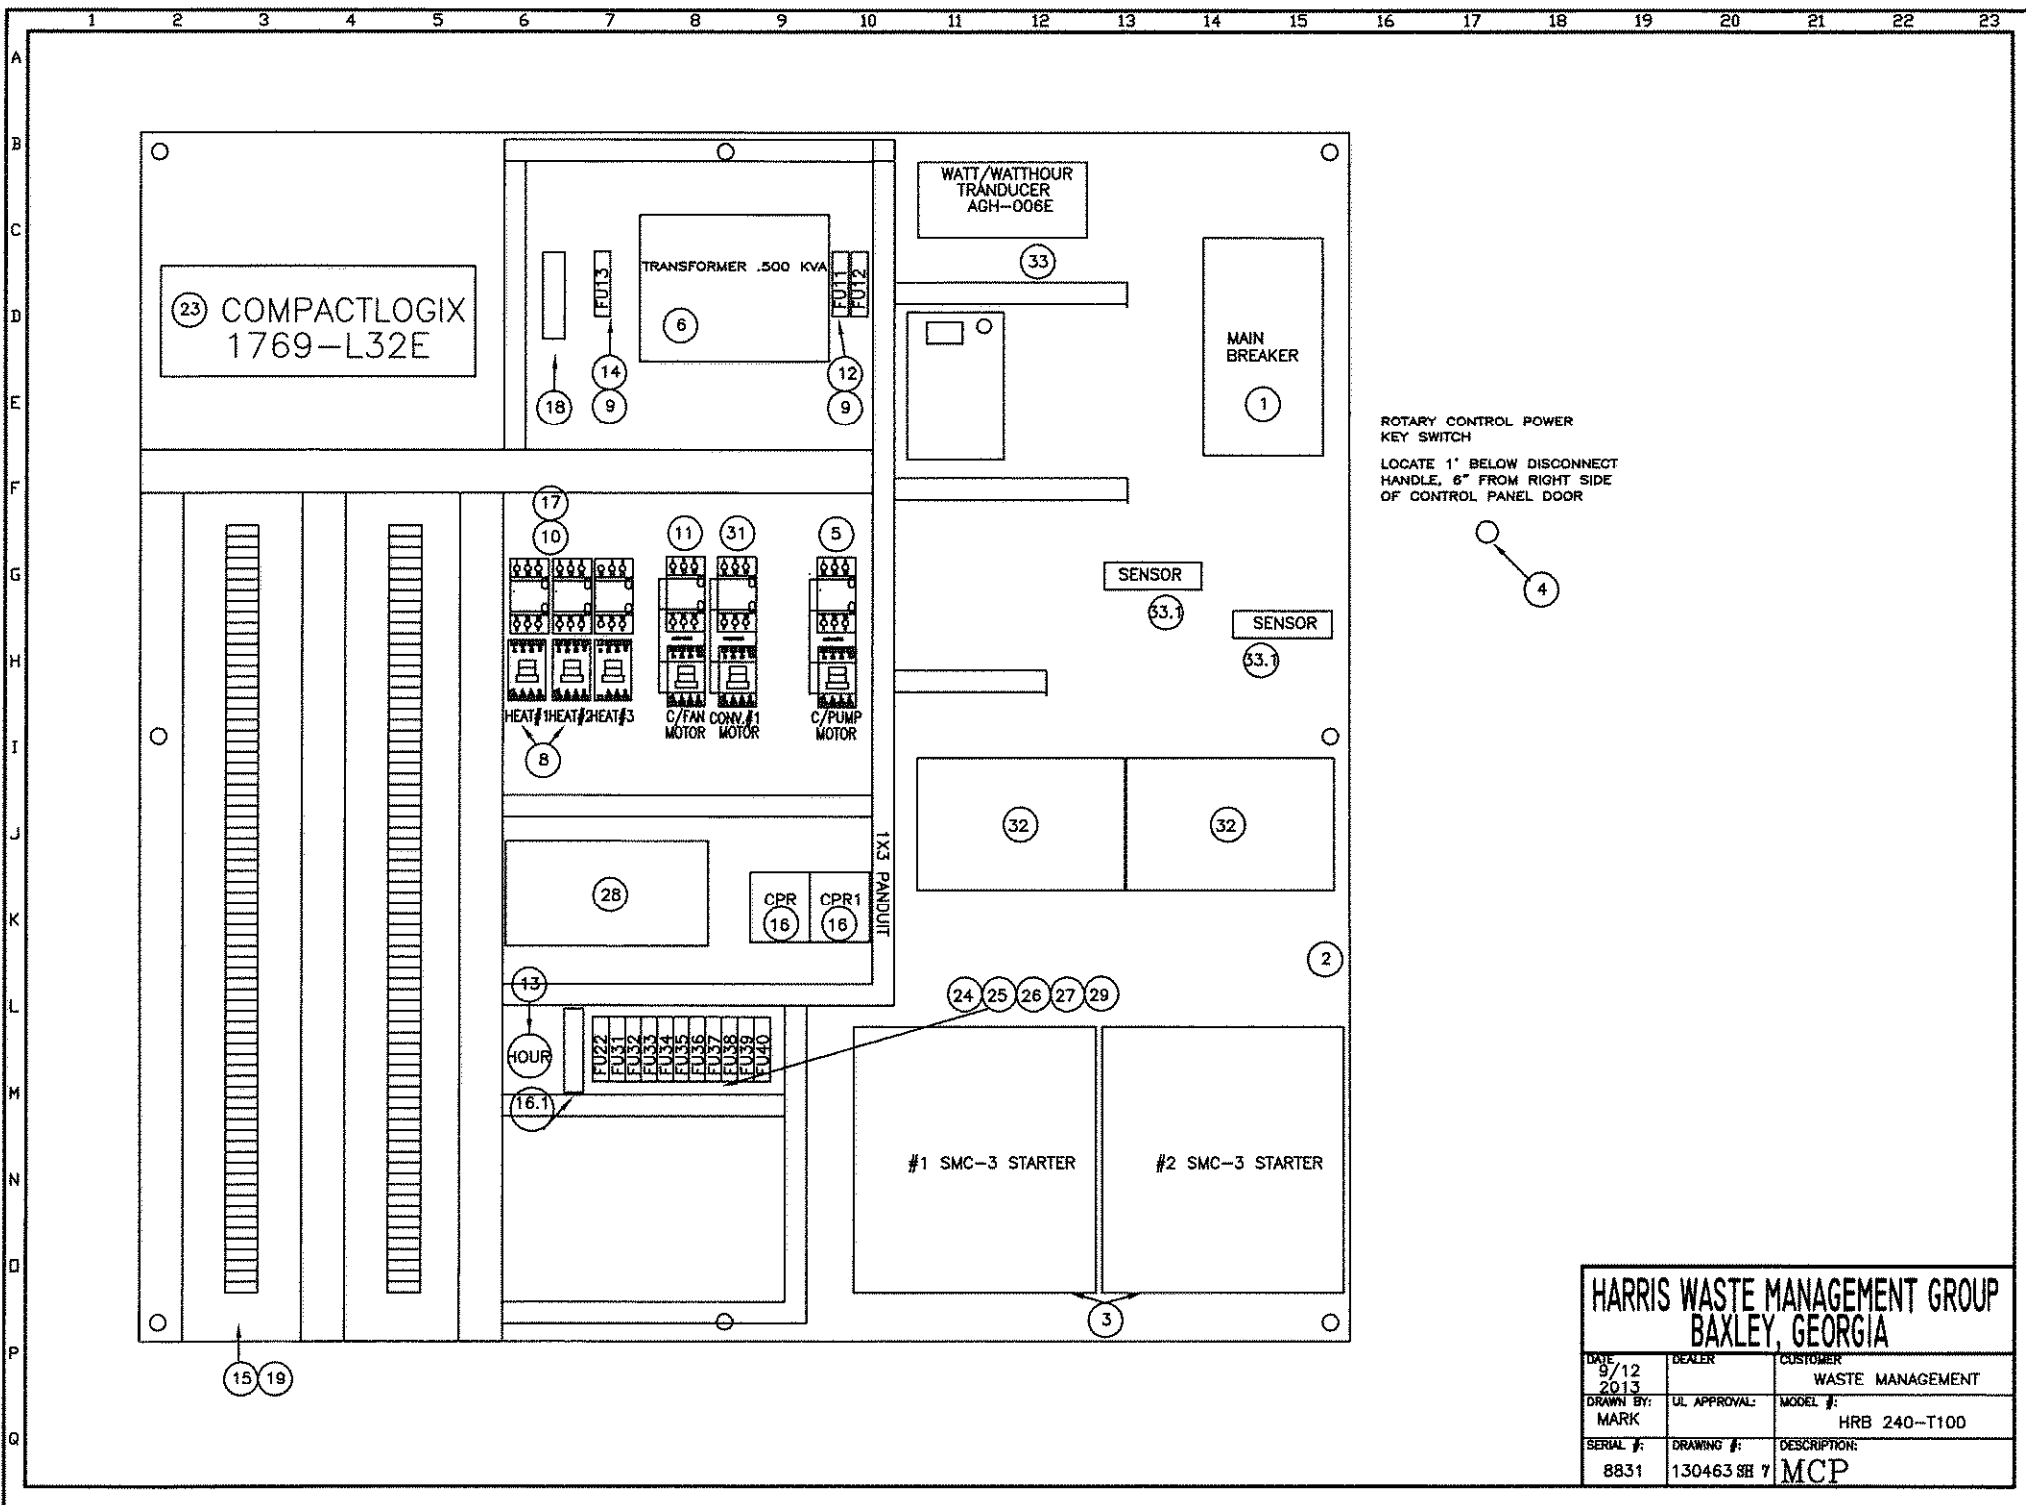 1 2 3 4 5 6 7 8 9 10 11 12 13 14 15 16 17 18 19 20 21 22 23
A
B
C
D
E
F
G
H
I
J
K
L
M
N
O
P
Q
WATT/WATTHOUR
TRANDUCER
AGH-006E
33
TRANSFORMER .500 KVA
6
FU13
FU11
FU12
23 COMPACTLOGIX
1769-L32E
18
14
9
12
9
MAIN
BREAKER
1
ROTARY CONTROL POWER
KEY SWITCH
LOCATE 1" BELOW DISCONNECT
HANDLE, 6" FROM RIGHT SIDE
OF CONTROL PANEL DOOR
4
17
10
11
31
5
SENSOR
33.1
SENSOR
33.1
HEAT#1 HEAT#2 HEAT#3
C/FAN
MOTOR
CONV.#1
MOTOR
C/PUMP
MOTOR
8
32
32
1X3 PANDUIT
28
CPR
16
CPR1
16
2
13
24 25 26 27 29
HOUR
FU22
FU31
FU32
FU33
FU34
FU35
FU36
FU37
FU38
FU39
FU40
16.1
#1 SMC-3 STARTER
#2 SMC-3 STARTER
3
15 19
HARRIS WASTE MANAGEMENT GROUP
BAXLEY, GEORGIA
DATE
9/12
2013
DEALER
CUSTOMER
WASTE MANAGEMENT
DRAWN BY:
MARK
UL APPROVAL:
MODEL #:
HRB 240-T100
SERIAL #:
8831
DRAWING #:
130463 SH 7
DESCRIPTION:
MCP